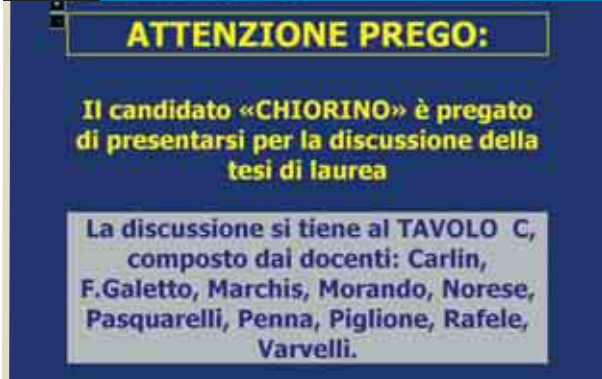 ATTENZIONE PREGO:
Il candidato «CHIORINO» è pregato
di presentarsi per la discussione della
tesi di laurea
La discussione si tiene al TAVOLO C,
composto dai docenti: Carlin,
F.Galetto, Marchis, Morando, Norese,
Pasquarelli, Penna, Piglione, Rafele,
Varvelli.